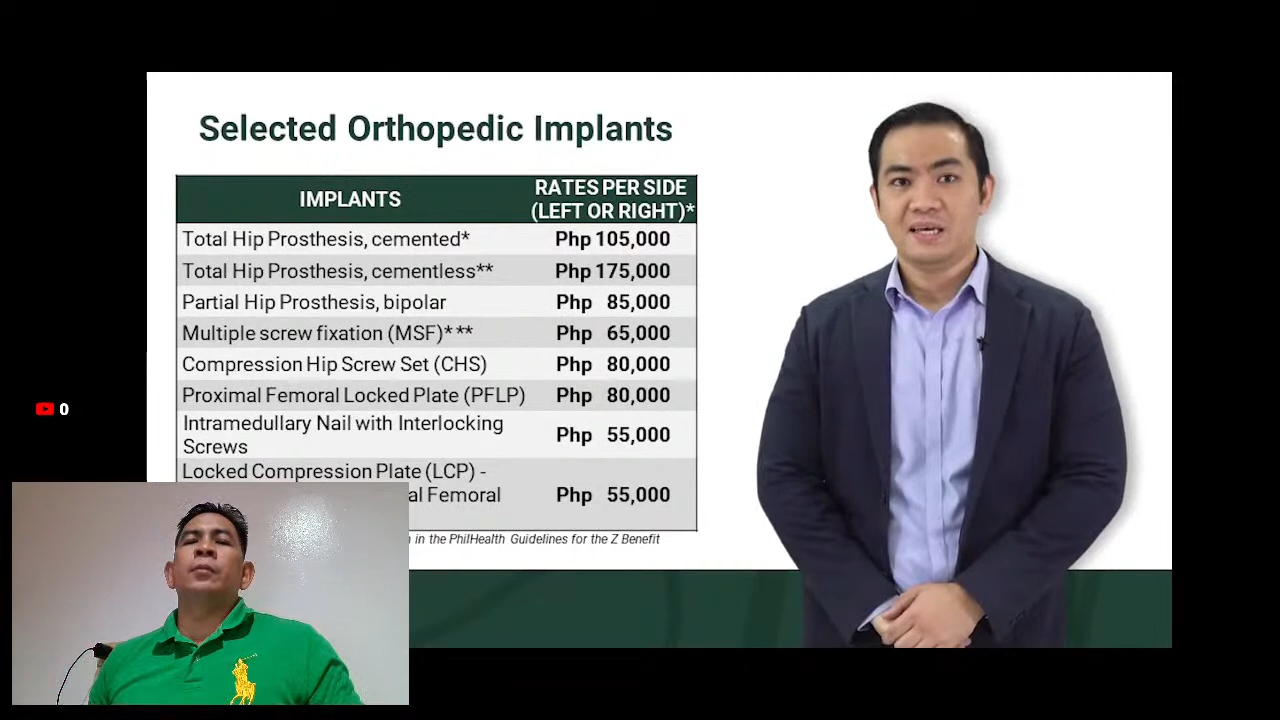 Selected Orthopedic Implants
IMPLANTS
RATES PER SIDE
(LEFT OR RIGHT)*
Total Hip Prosthesis, cemented* Php 105,000
Total Hip Prosthesis, cementless** Php 175,000
Partial Hip Prosthesis, bipolar Php 85,000
Multiple screw fixation (MSF)*** Php 65,000
Compression Hip Screw Set (CHS) Php 80,000
Proximal Femoral Locked Plate (PFLP) Php 80,000
Intramedullary Nail with Interlocking
Screws Php 55,000
Locked Compression Plate (LCP) -
Femoral Php 55,000
in the PhilHealth Guidelines for the Z Benefit
0